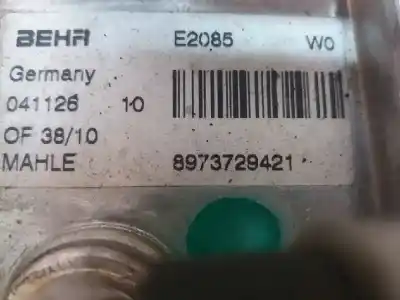 BEHR E2085 W0
Germany
041126 10
OF 38/10
MAHLE 8973729421